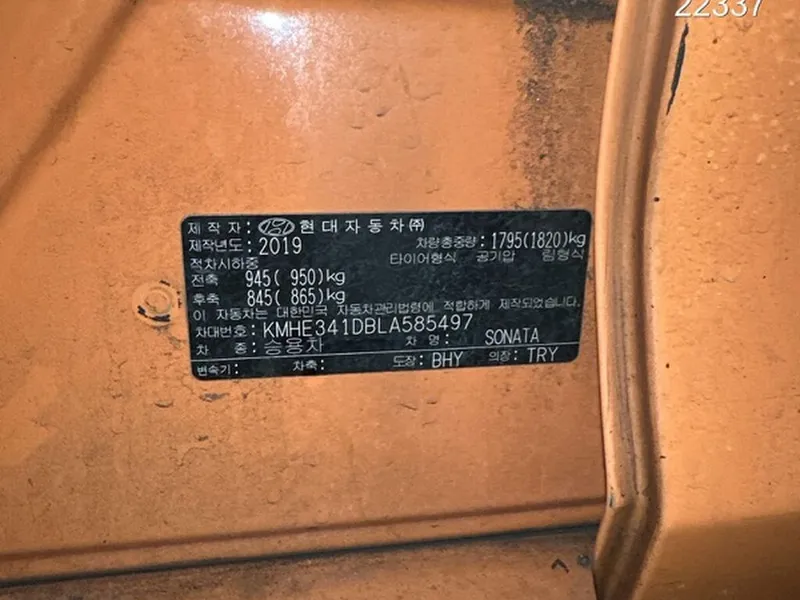 22337
제 작 자 : 현대자동차㈜
제작년도 : 2019 차량총중량 : 1795(1820)kg
적차시하중 타이어형식 공기압 림형식
전축 945( 950)kg
후축 845( 865)kg
이 자동차는 대한민국 자동차관리법령에 적합하게 제작되었습니다.
차대번호 : KMHE341DBLA585497
차 종 : 승용차 차 명 : SONATA
변속기 : 차축 : 도장 : BHY 의장 : TRY